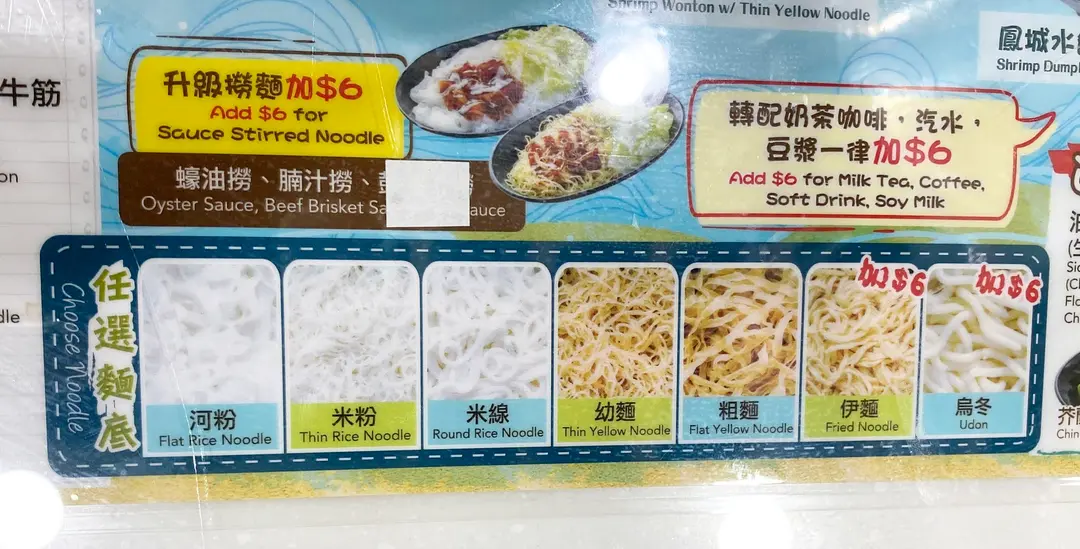 Shrimp Wonton w/ Thin Yellow Noodle
鳳城水
Shrimp Dump
牛筋
升級撈麵加$6
Add $6 for
Sauce Stirred Noodle
蠔油撈、腩汁撈、
Oyster Sauce, Beef Brisket Sa auce
轉配奶茶咖啡，汽水，
豆漿一律加$6
Add $6 for Milk Tea, Coffee,
Soft Drink, Soy Milk
任選麵底
Choose Noodle
河粉
Flat Rice Noodle
米粉
Thin Rice Noodle
米線
Round Rice Noodle
幼麵
Thin Yellow Noodle
粗麵
Flat Yellow Noodle
加$6
伊麵
Fried Noodle
加$6
烏冬
Udon